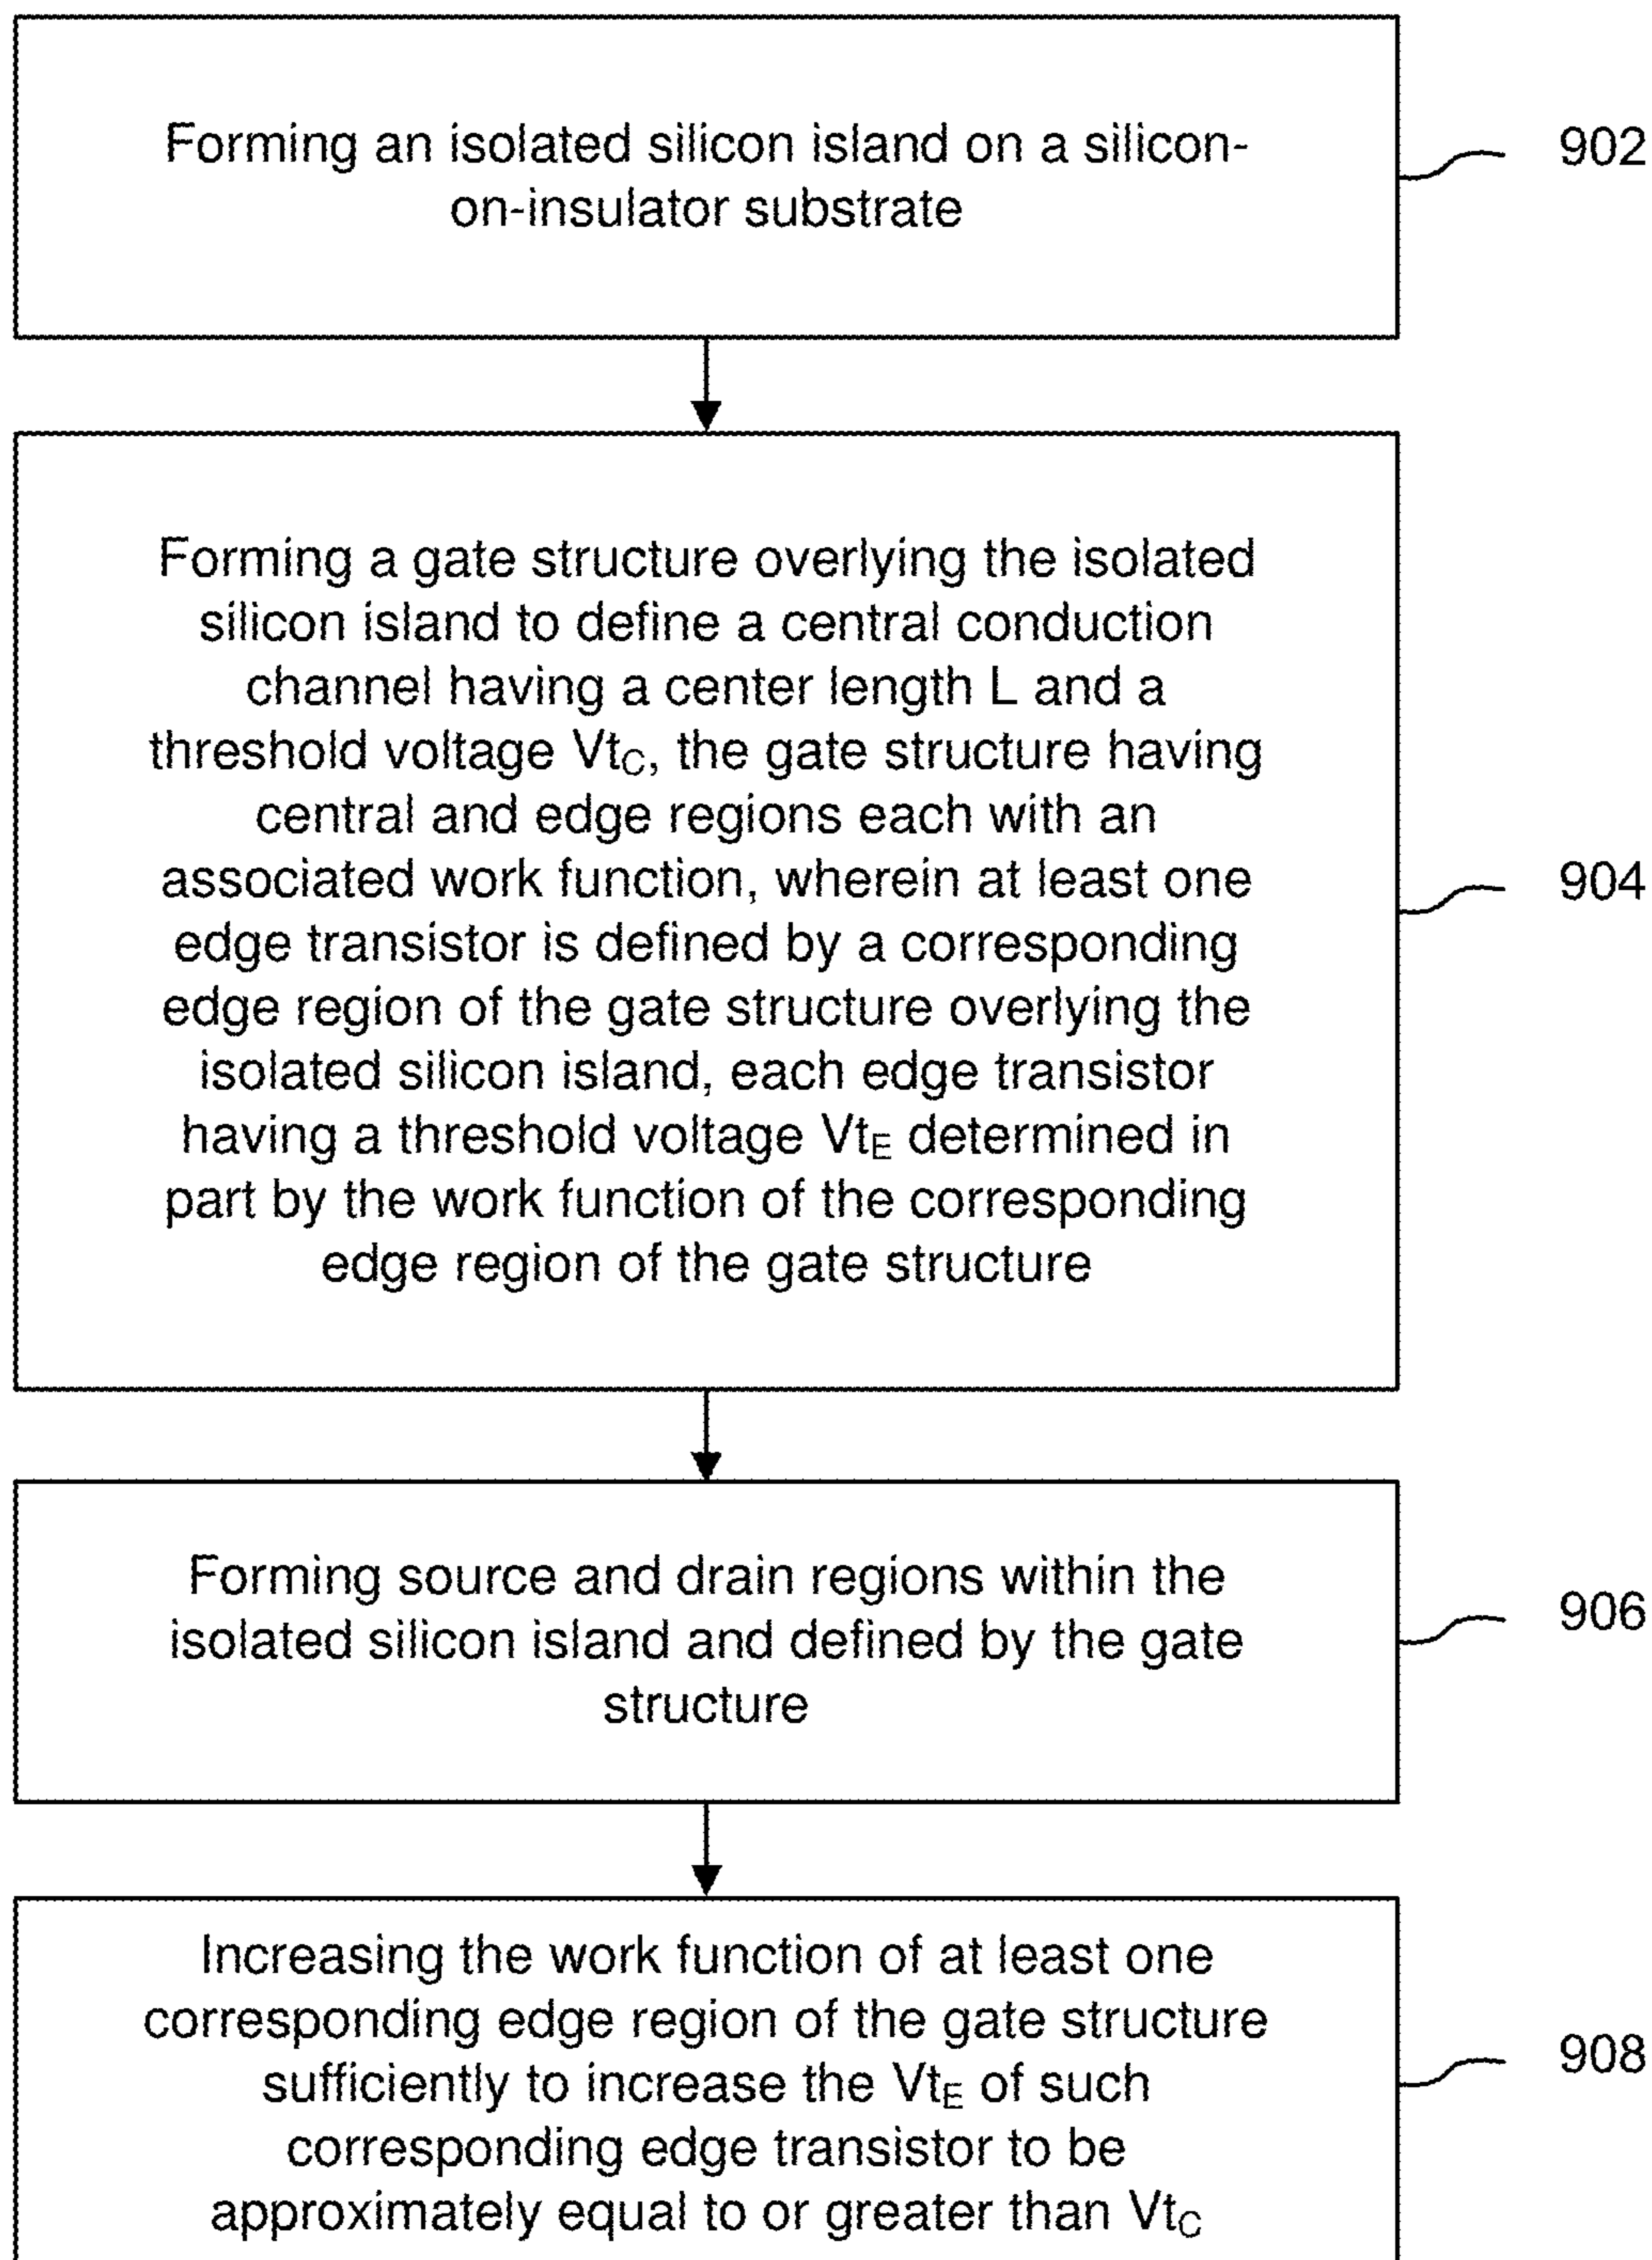 Forming an isolated silicon island on a silicon-
on-insulator substrate
902
Forming a gate structure overlying the isolated
silicon island to define a central conduction
channel having a center length L and a
threshold voltage Vt_C, the gate structure having
central and edge regions each with an
associated work function, wherein at least one
edge transistor is defined by a corresponding
edge region of the gate structure overlying the
isolated silicon island, each edge transistor
having a threshold voltage Vt_E determined in
part by the work function of the corresponding
edge region of the gate structure
904
Forming source and drain regions within the
isolated silicon island and defined by the gate
structure
906
Increasing the work function of at least one
corresponding edge region of the gate structure
sufficiently to increase the Vt_E of such
corresponding edge transistor to be
approximately equal to or greater than Vt_C
908